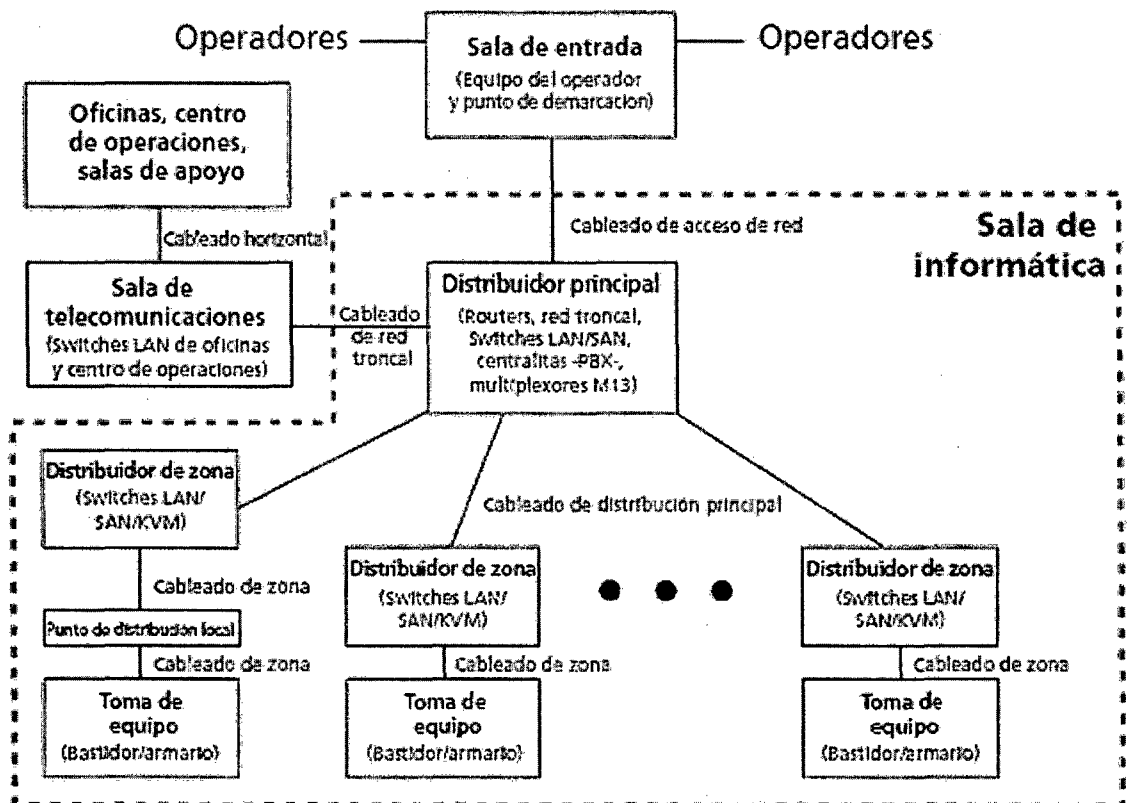 Operadores
Sala de entrada
(Equipo del operador
y punto de demarcacion)
Operadores
Oficinas, centro
de operaciones,
salas de apoyo
Cableado horizontal
Cableado de acceso de red
Sala de
informática
Sala de
telecomunicaciones
(Switches LAN de oficinas
y centro de operaciones)
Cableado
de red
troncal
Distribuidor principal
(Routers, red troncal,
Switches LAN/SAN,
centralitas -PBX-,
multiplexores M13)
Distribuidor de zona
(Switches LAN/
SAN/KVM)
Cableado de distribución principal
Cableado de zona
Punto de distribución local
Cableado de zona
Toma de
equipo
(Bastidor/armario)
Distribuidor de zona
(Switches LAN/
SAN/KVM)
Cableado de zona
Toma de
equipo
(Bastidor/armario)
Distribuidor de zona
(Switches LAN/
SAN/KVM)
Cableado de zona
Toma de
equipo
(Bastidor/armario)